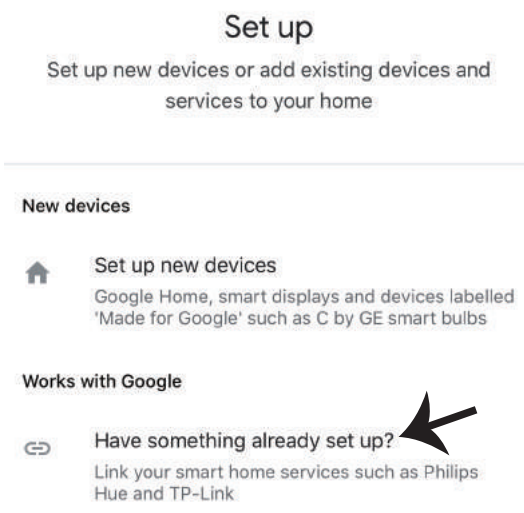 Set up
Set up new devices or add existing devices and
services to your home
New devices
Set up new devices
Google Home, smart displays and devices labelled
'Made for Google' such as C by GE smart bulbs
Works with Google
Have something already set up?
Link your smart home services such as Philips
Hue and TP-Link